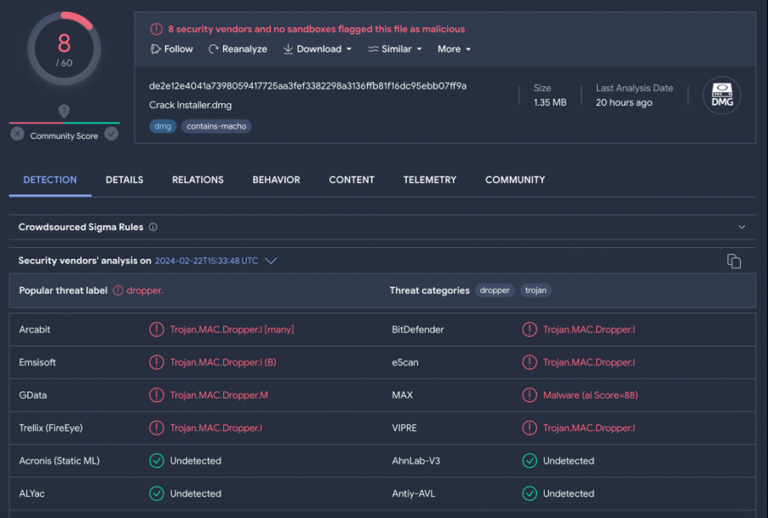 8
/ 60
Community Score
8 security vendors and no sandboxes flagged this file as malicious
Follow Reanalyze Download Similar More
de2e12e4041a7398059417725aa3fef3382298a3136ffb81f16dc95ebb07ff9a
Crack Installer.dmg
dmg contains-macho
Size
1.35 MB
Last Analysis Date
20 hours ago
DMG
DETECTION DETAILS RELATIONS BEHAVIOR CONTENT TELEMETRY COMMUNITY
Crowdsourced Sigma Rules
Security vendors' analysis on 2024-02-22T15:33:48 UTC
Popular threat label dropper. Threat categories dropper trojan
Arcabit Trojan.MAC.Dropper.I [many] BitDefender Trojan.MAC.Dropper.I
Emsisoft Trojan.MAC.Dropper.I (B) eScan Trojan.MAC.Dropper.I
GData Trojan.MAC.Dropper.M MAX Malware (ai Score=88)
Trellix (FireEye) Trojan.MAC.Dropper.I VIPRE Trojan.MAC.Dropper.I
Acronis (Static ML) Undetected AhnLab-V3 Undetected
ALYac Undetected Antiy-AVL Undetected